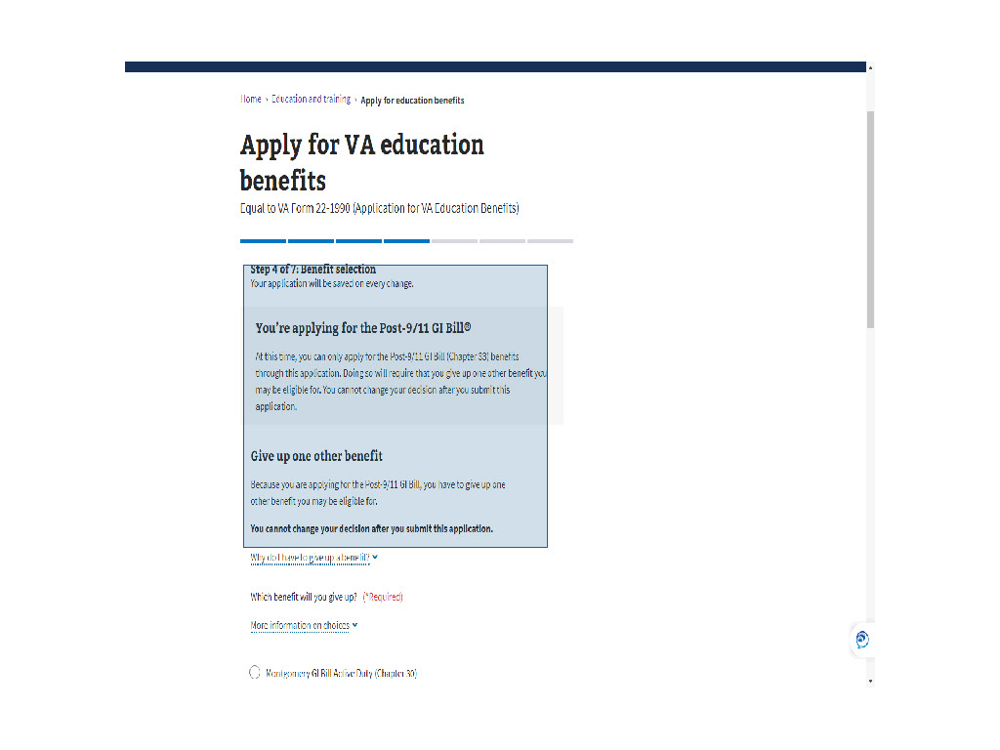 Home › Education and training › Apply for education benefits
Apply for VA education
benefits
Equal to VA Form 22-1990 (Application for VA Education Benefits)
Step 4 of 7: Benefit selection
Your application will be saved on every change.
You're applying for the Post-9/11 GI Bill®
At this time, you can only apply for the Post-9/11 GI Bill (Chapter 33) benefits
through this application. Doing so will require that you give up one other benefit you
may be eligible for. You cannot change your decision after you submit this
application.
Give up one other benefit
Because you are applying for the Post-9/11 GI Bill, you have to give up one
other benefit you may be eligible for.
You cannot change your decision after you submit this application.
Why do I have to give up a benefit?
Which benefit will you give up? (*Required)
More information on choices
Montgomery GI Bill Active Duty (Chapter 30)